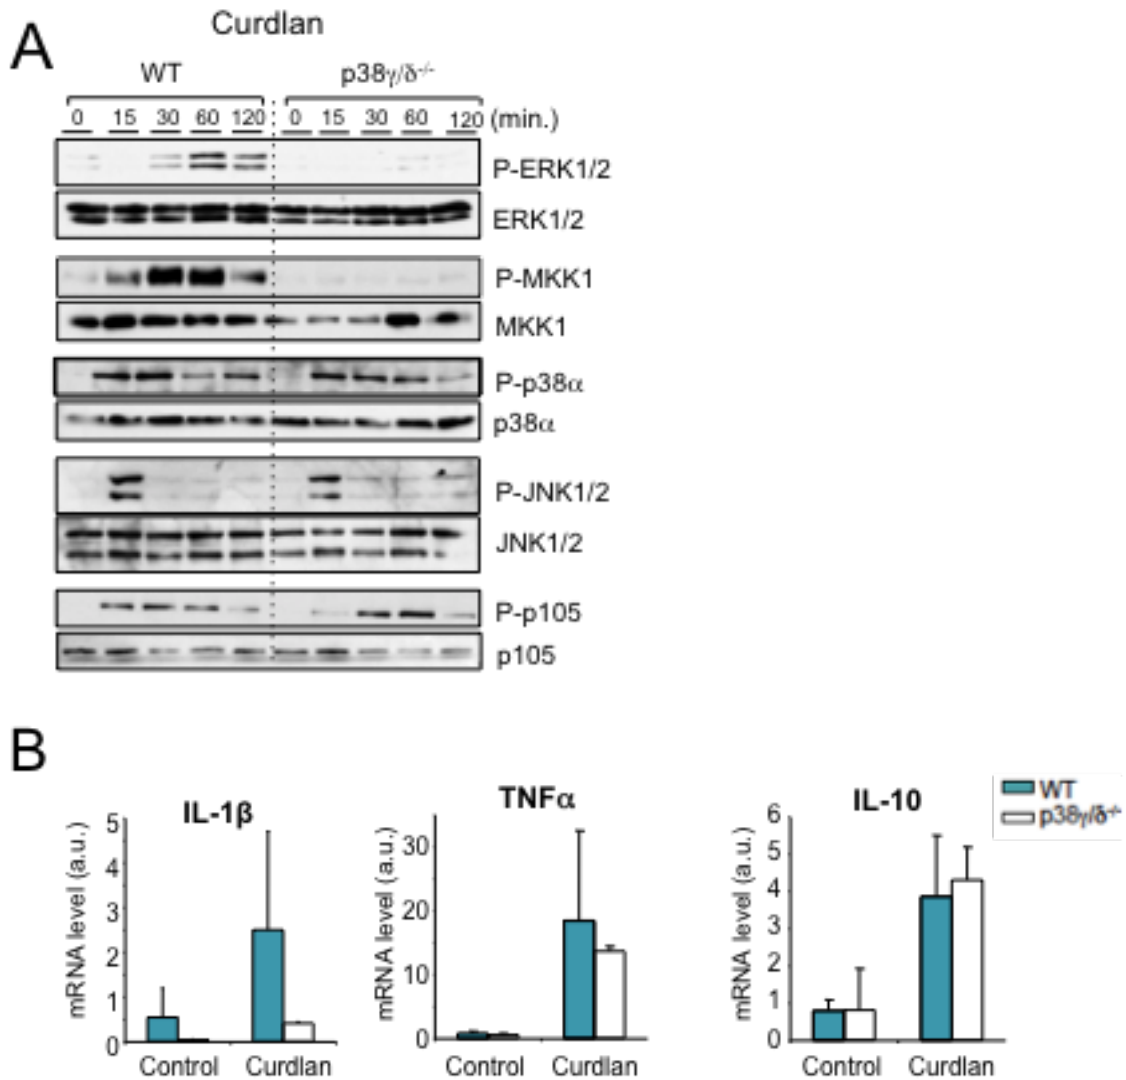 A
Curdlan
WT p38γ/δ-/-
0 15 30 60 120 0 15 30 60 120 (min.)
P-ERK1/2
ERK1/2
P-MKK1
MKK1
P-p38α
p38α
P-JNK1/2
JNK1/2
P-p105
p105
B
IL-1β
mRNA level (a.u.)
5
4
3
2
1
0
Control Curdlan
TNFα
mRNA level (a.u.)
30
20
10
0
Control Curdlan
IL-10
mRNA level (a.u.)
6
5
4
3
2
1
0
Control Curdlan
WT
p38γ/δ-/-